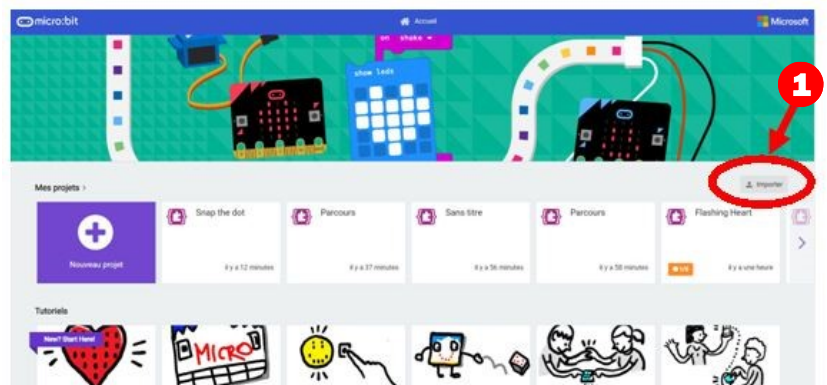 micro:bit
Accueil
Microsoft
on shake
show leds
1
Mes projets >
Importer
Nouveau projet
Snap the dot
il y a 12 minutes
Parcours
il y a 37 minutes
Sans titre
il y a 56 minutes
Parcours
il y a 58 minutes
Flashing Heart
il y a une heure
Tutoriels
New? Start Here!
MICRO